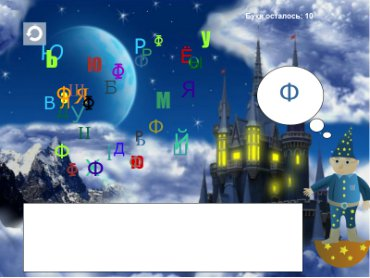 Букв осталось: 10
Ю Ы Р Ф Р У
Ю Ф Ё Ы
Ф Ш Я Б Я
В Я Ф М
Д У
И Ф В Й
Ф Д Ш
Ф У Я Ю
Ф